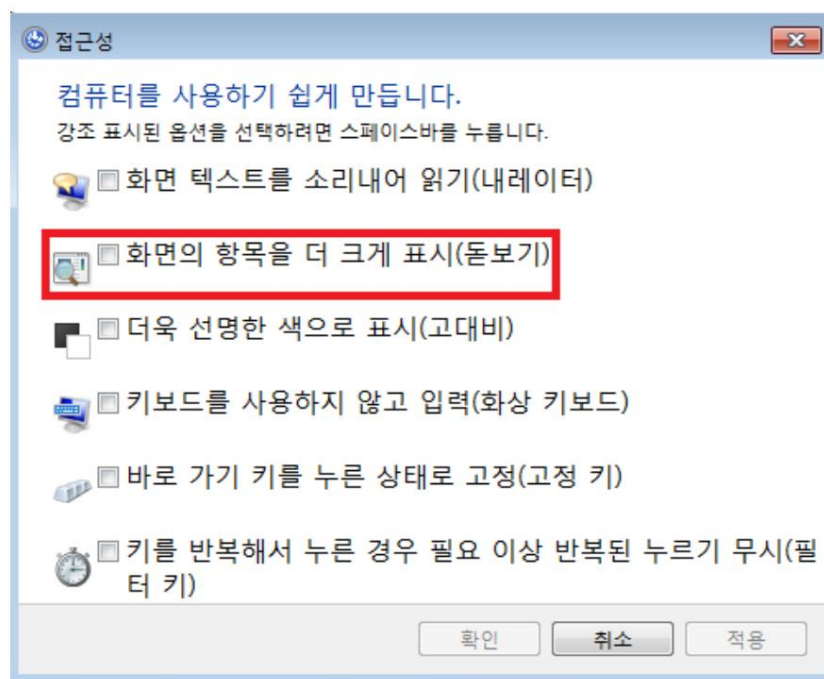 접근성
컴퓨터를 사용하기 쉽게 만듭니다.
강조 표시된 옵션을 선택하려면 스페이스바를 누릅니다.
화면 텍스트를 소리내어 읽기(내레이터)
화면의 항목을 더 크게 표시(돋보기)
더욱 선명한 색으로 표시(고대비)
키보드를 사용하지 않고 입력(화상 키보드)
바로 가기 키를 누른 상태로 고정(고정 키)
키를 반복해서 누른 경우 필요 이상 반복된 누르기 무시(필
터 키)
확인 취소 적용